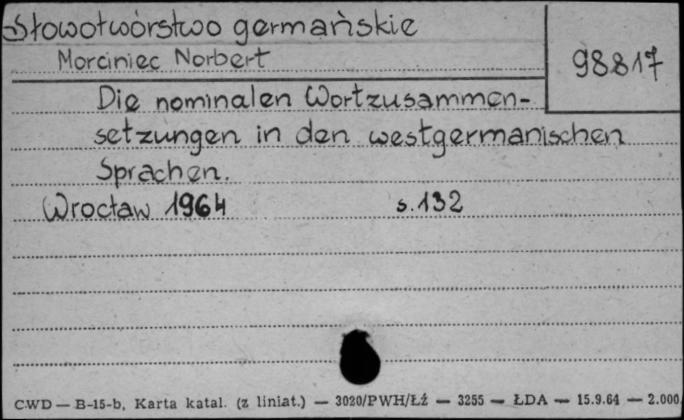 Słowotwórstwo germańskie
Morciniec Norbert
98817
Die nominalen Wortzusammen-
setzungen in den westgermanischen
Sprachen.
Wrocław 1964 s.132
CWD — B-15-b, Karta katal. (z liniat.) — 3020/PWH/Łź — 3255 — ŁDA — 15.9.64 — 2.000